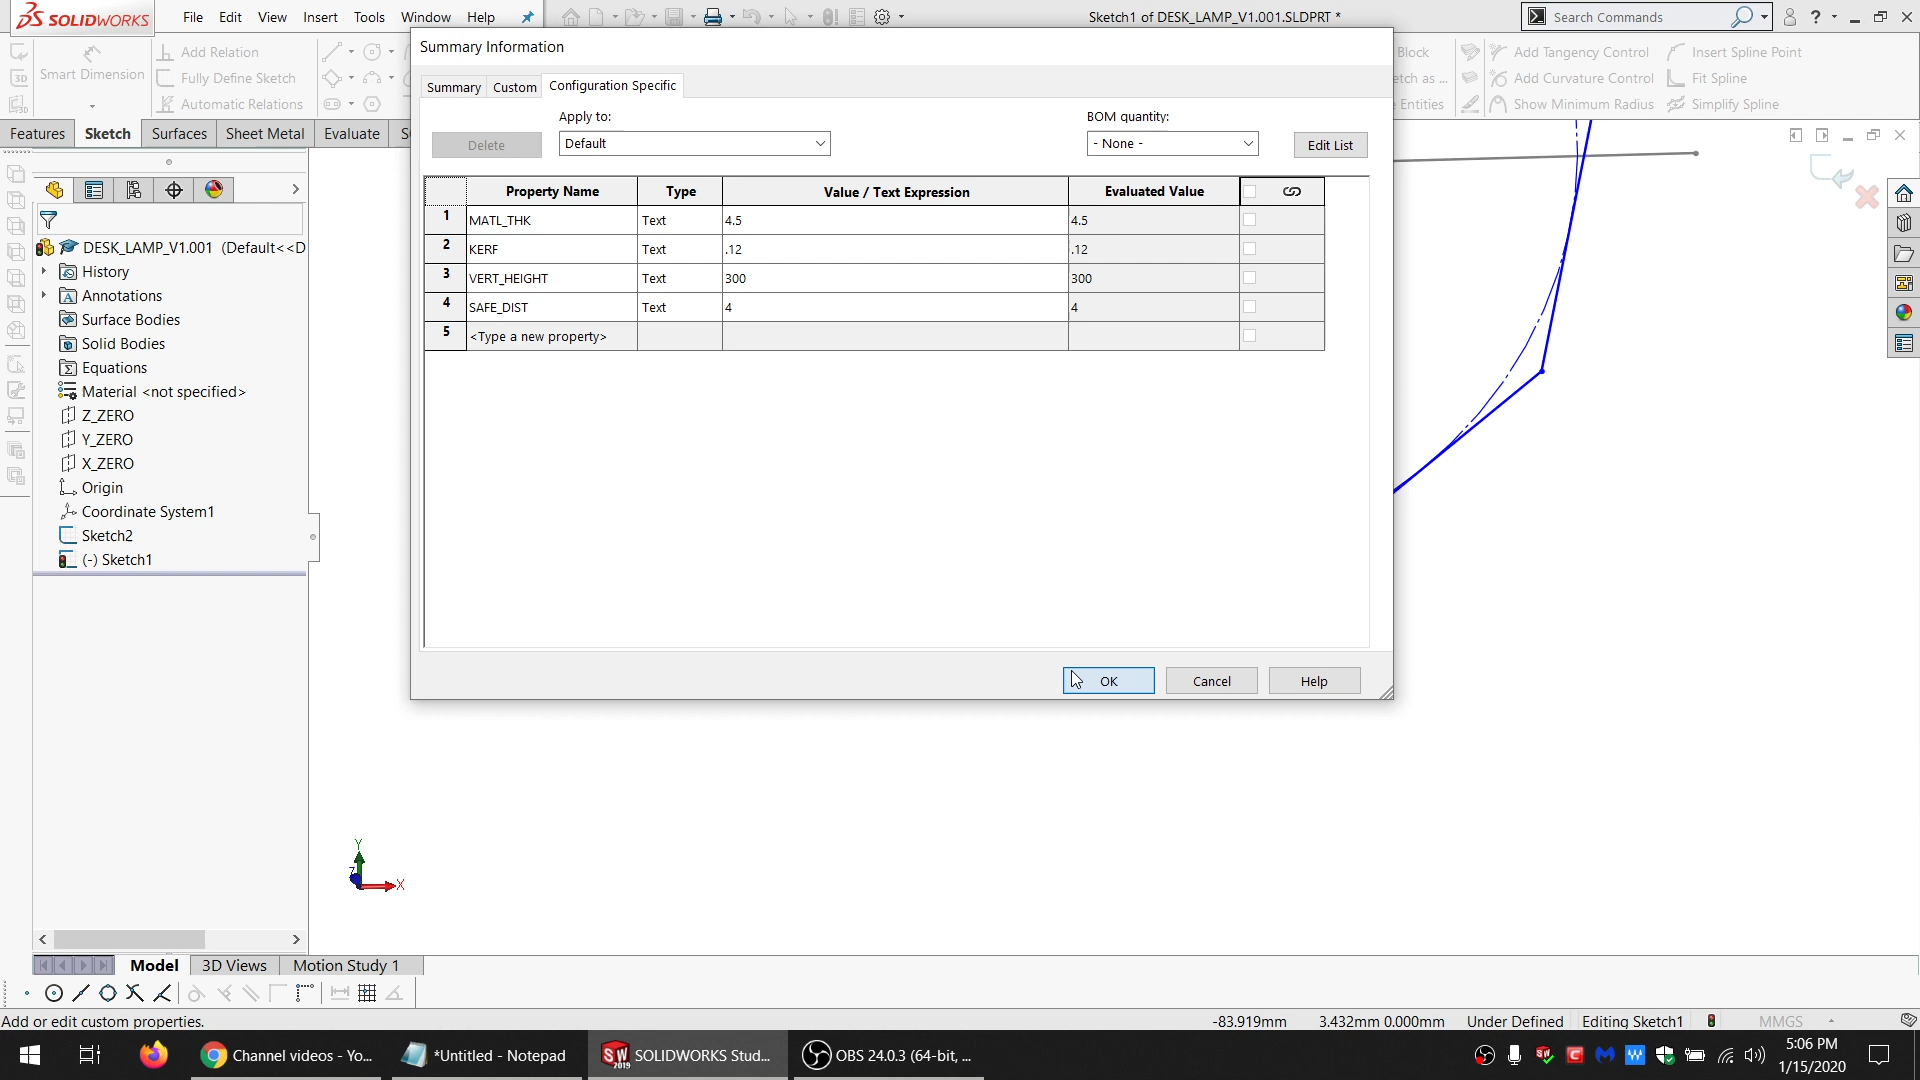 SOLIDWORKS
File Edit View Insert Tools Window Help
Sketch1 of DESK_LAMP_V1.001.SLDPRT *
Search Commands
?
Smart Dimension
Add Relation
Fully Define Sketch
Automatic Relations
Block
etch as ...
Entities
Add Tangency Control
Add Curvature Control
Show Minimum Radius
Insert Spline Point
Fit Spline
Simplify Spline
Features Sketch Surfaces Sheet Metal Evaluate S
Summary Information
Summary Custom Configuration Specific
Apply to:
BOM quantity:
Delete
Default
- None -
Edit List
Property Name Type Value / Text Expression Evaluated Value
1 MATL_THK Text 4.5 4.5
2 KERF Text .12 .12
3 VERT_HEIGHT Text 300 300
4 SAFE_DIST Text 4 4
5 <Type a new property>
OK Cancel Help
DESK_LAMP_V1.001 (Default<<D
History
Annotations
Surface Bodies
Solid Bodies
Equations
Material <not specified>
Z_ZERO
Y_ZERO
X_ZERO
Origin
Coordinate System1
Sketch2
(-) Sketch1
Y
Z
X
Model 3D Views Motion Study 1
Add or edit custom properties.
-83.919mm 3.432mm 0.000mm Under Defined Editing Sketch1 MMGS
Channel videos - Yo...
*Untitled - Notepad
SW 2019 SOLIDWORKS Stud...
OBS 24.0.3 (64-bit, ...
5:06 PM
1/15/2020